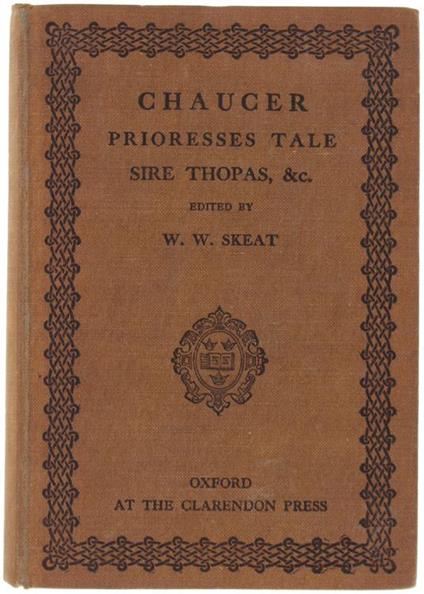 CHAUCER
PRIORESSES TALE
SIRE THOPAS, &c.
EDITED BY
W. W. SKEAT
OXFORD
AT THE CLARENDON PRESS